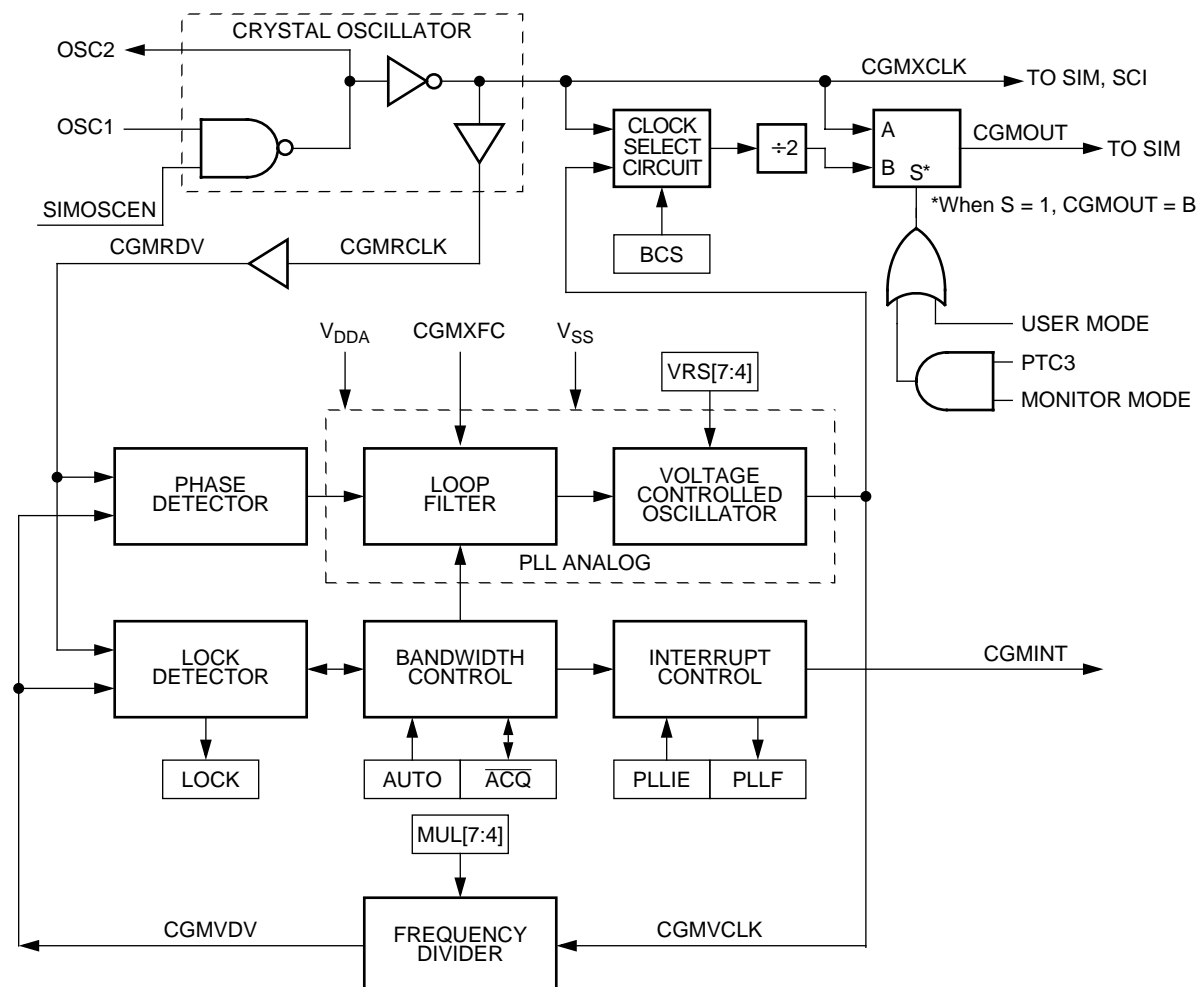 CRYSTAL OSCILLATOR
OSC2
CGMXCLK
TO SIM, SCI
OSC1
CLOCK
SELECT
CIRCUIT
÷2
A
B
S*
CGMOUT
TO SIM
SIMOSCEN
*When S = 1, CGMOUT = B
CGMRDV
CGMRCLK
BCS
VDDA
CGMXFC
VSS
USER MODE
VRS[7:4]
PTC3
MONITOR MODE
PHASE
DETECTOR
LOOP
FILTER
VOLTAGE
CONTROLLED
OSCILLATOR
PLL ANALOG
LOCK
DETECTOR
BANDWIDTH
CONTROL
INTERRUPT
CONTROL
CGMINT
LOCK
AUTO
ACQ
PLLIE
PLLF
MUL[7:4]
CGMVDV
FREQUENCY
DIVIDER
CGMVCLK